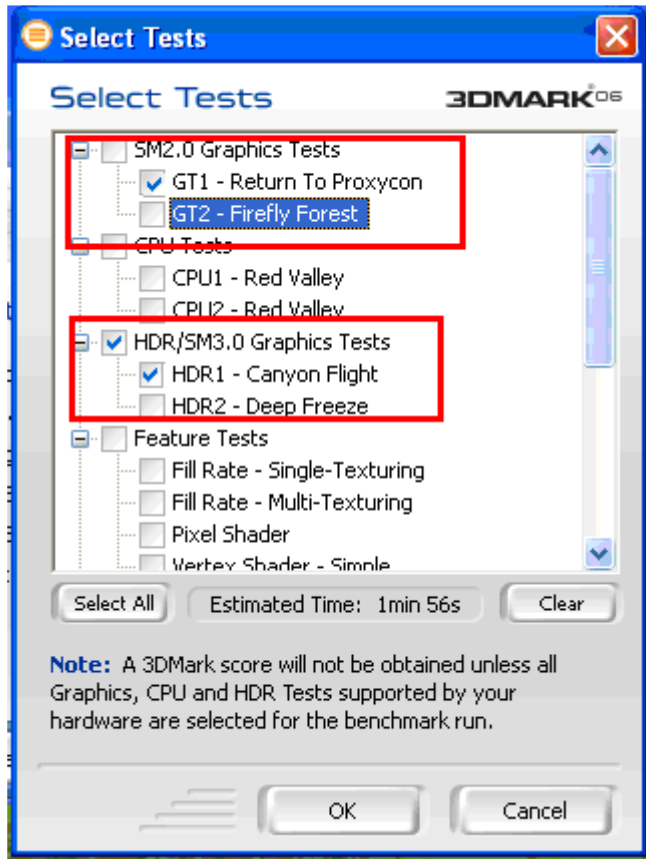 Select Tests
Select Tests 3DMARK06
SM2.0 Graphics Tests
GT1 - Return To Proxycon
GT2 - Firefly Forest
CPU Tests
CPU1 - Red Valley
CPU2 - Red Valley
HDR/SM3.0 Graphics Tests
HDR1 - Canyon Flight
HDR2 - Deep Freeze
Feature Tests
Fill Rate - Single-Texturing
Fill Rate - Multi-Texturing
Pixel Shader
Vertex Shader - Simple
Select All Estimated Time: 1min 56s Clear
Note: A 3DMark score will not be obtained unless all
Graphics, CPU and HDR Tests supported by your
hardware are selected for the benchmark run.
OK Cancel